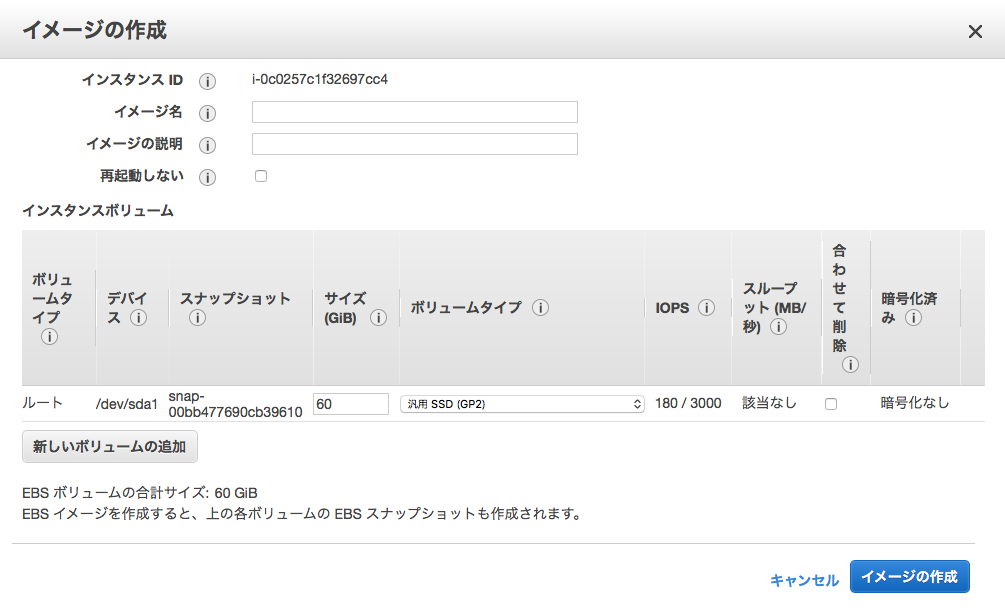 イメージの作成
インスタンス ID
i-0c0257c1f32697cc4
イメージ名
イメージの説明
再起動しない
インスタンスボリューム
ボリュ
ームタ
イプ
デバイ
ス
スナップショット
サイズ
(GiB)
ボリュームタイプ
IOPS
スループ
ット (MB/
秒)
合
わ
せ
て
削
除
暗号化済
み
ルート
/dev/sda1
snap-
00bb477690cb39610
60
汎用 SSD (GP2)
180 / 3000
該当なし
暗号化なし
新しいボリュームの追加
EBS ボリュームの合計サイズ: 60 GiB
EBS イメージを作成すると、上の各ボリュームの EBS スナップショットも作成されます。
キャンセル
イメージの作成